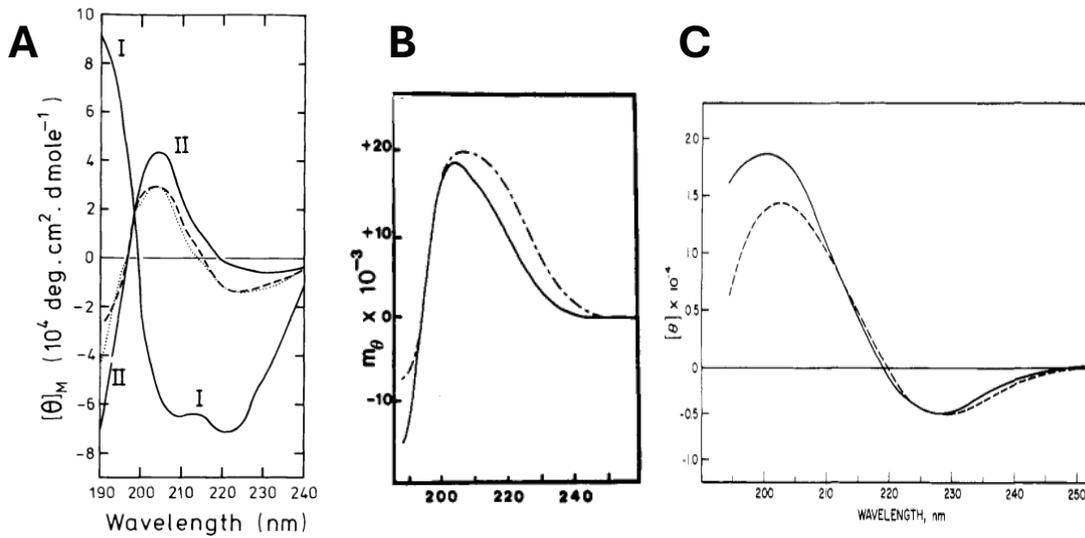 A
B
C
10
8
6
4
2
0
-2
-4
-6
-8
[θ]M (10⁴ deg.cm².dmole⁻¹)
I
II
II
I
190 200 210 220 230 240
Wavelength (nm)
+20
+10
0
-10
mθ x 10⁻³
200 220 240
2.0
1.5
1.0
0.5
0
-0.5
-1.0
[θ] x 10⁻⁴
200 210 220 230 240 250
WAVELENGTH, nm